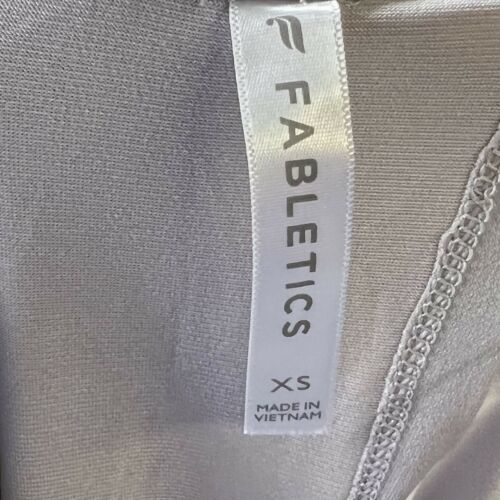 FABLETICS
XS
MADE IN
VIETNAM